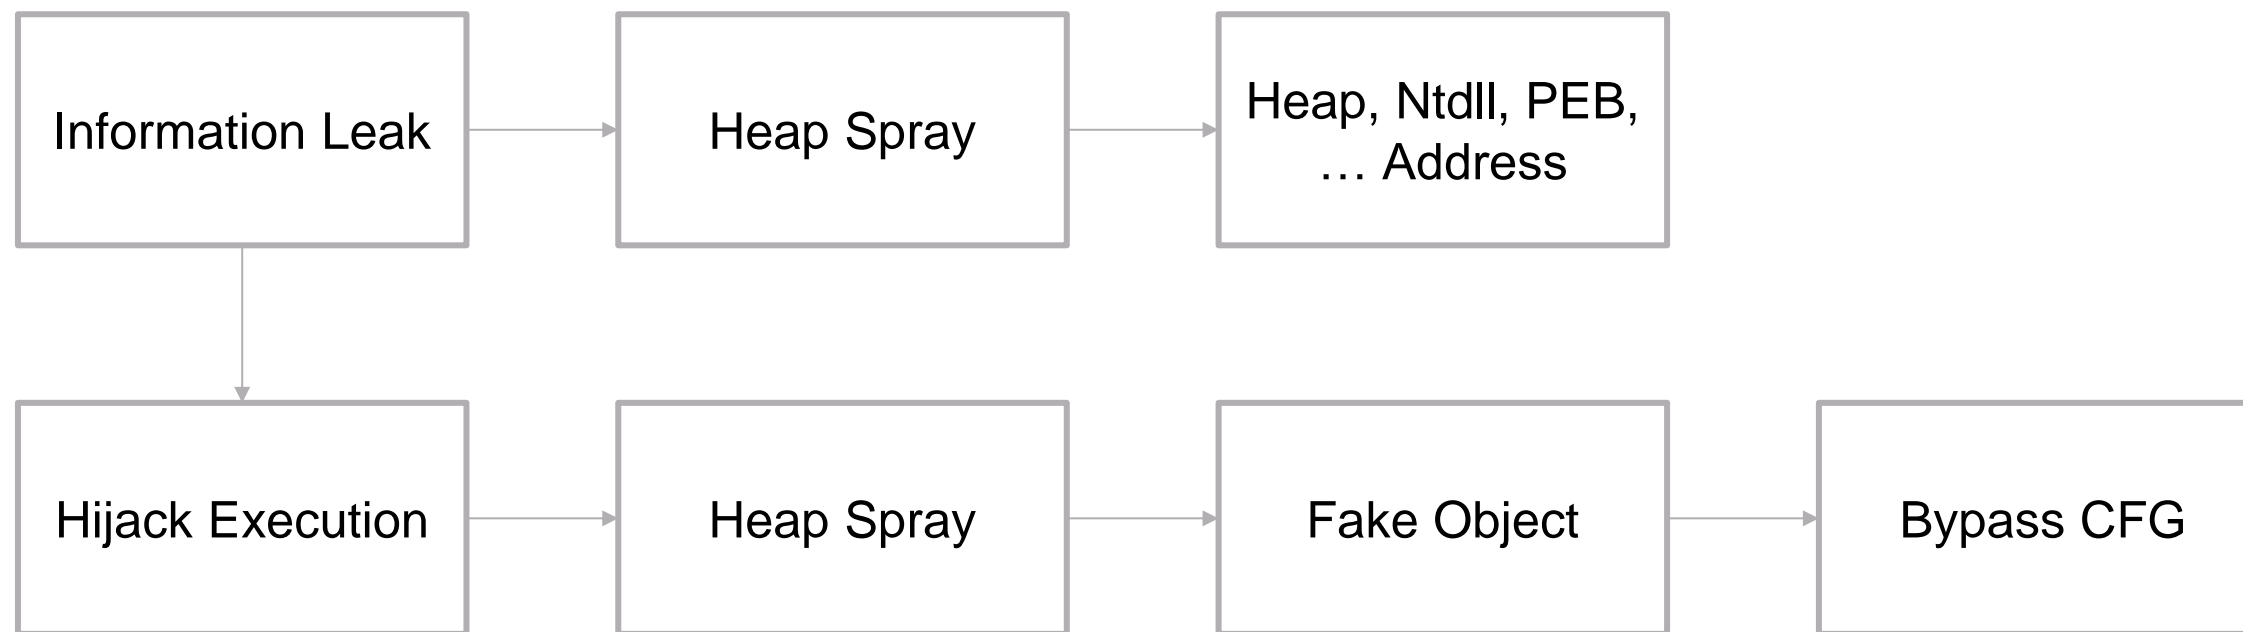 Information Leak
Heap Spray
Heap, Ntdll, PEB,
… Address
Hijack Execution
Heap Spray
Fake Object
Bypass CFG